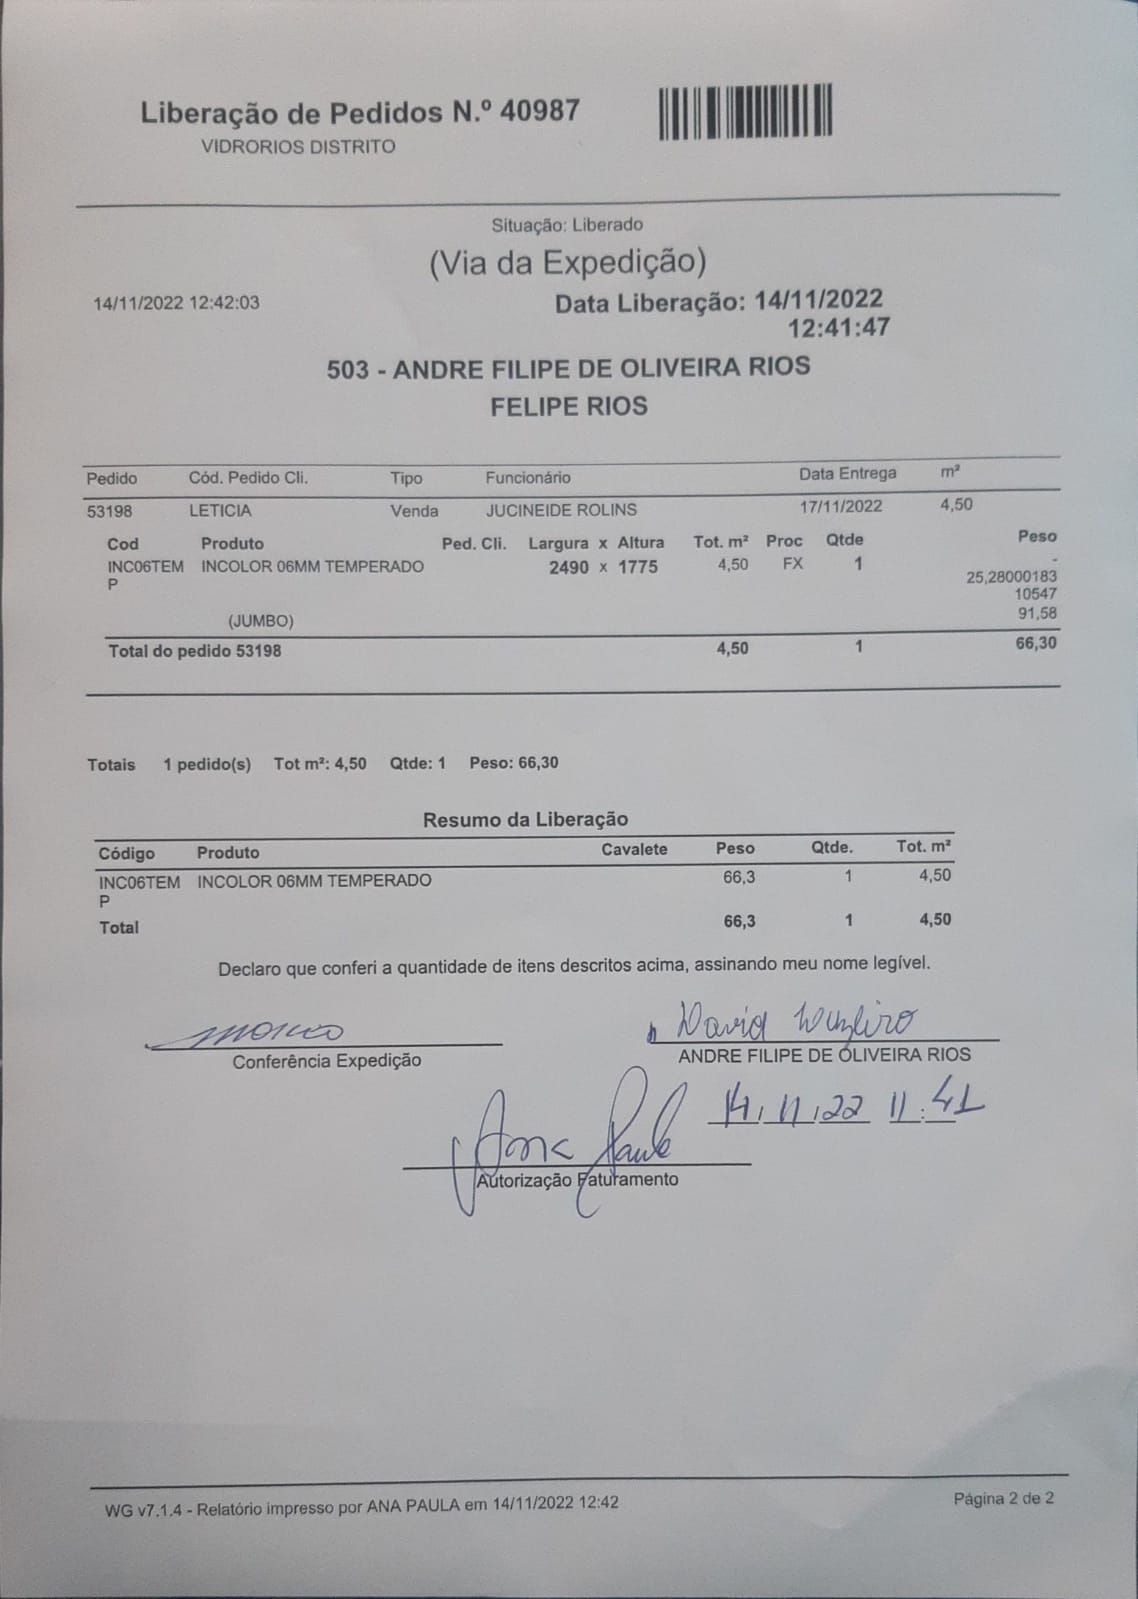 Liberação de Pedidos N.º 40987
VIDRORIOS DISTRITO
Situação: Liberado
(Via da Expedição)
14/11/2022 12:42:03
Data Liberação: 14/11/2022
12:41:47
503 - ANDRE FILIPE DE OLIVEIRA RIOS
FELIPE RIOS
Pedido Cód. Pedido Cli. Tipo Funcionário Data Entrega m²
53198 LETICIA Venda JUCINEIDE ROLINS 17/11/2022 4,50
Cod Produto Ped. Cli. Largura x Altura Tot. m² Proc Qtde Peso
INC06TEM INCOLOR 06MM TEMPERADO 2490 x 1775 4,50 FX 1 -
P 25,28000183
10547
(JUMBO) 91,58
Total do pedido 53198 4,50 1 66,30
Totais 1 pedido(s) Tot m²: 4,50 Qtde: 1 Peso: 66,30
Resumo da Liberação
Código Produto Cavalete Peso Qtde. Tot. m²
INC06TEM INCOLOR 06MM TEMPERADO 66,3 1 4,50
P
Total 66,3 1 4,50
Declaro que conferi a quantidade de itens descritos acima, assinando meu nome legível.
David
Conferência Expedição ANDRE FILIPE DE OLIVEIRA RIOS
14/11/22 11:41
Ana Paula
Autorização Faturamento
WG v7.1.4 - Relatório impresso por ANA PAULA em 14/11/2022 12:42 Página 2 de 2